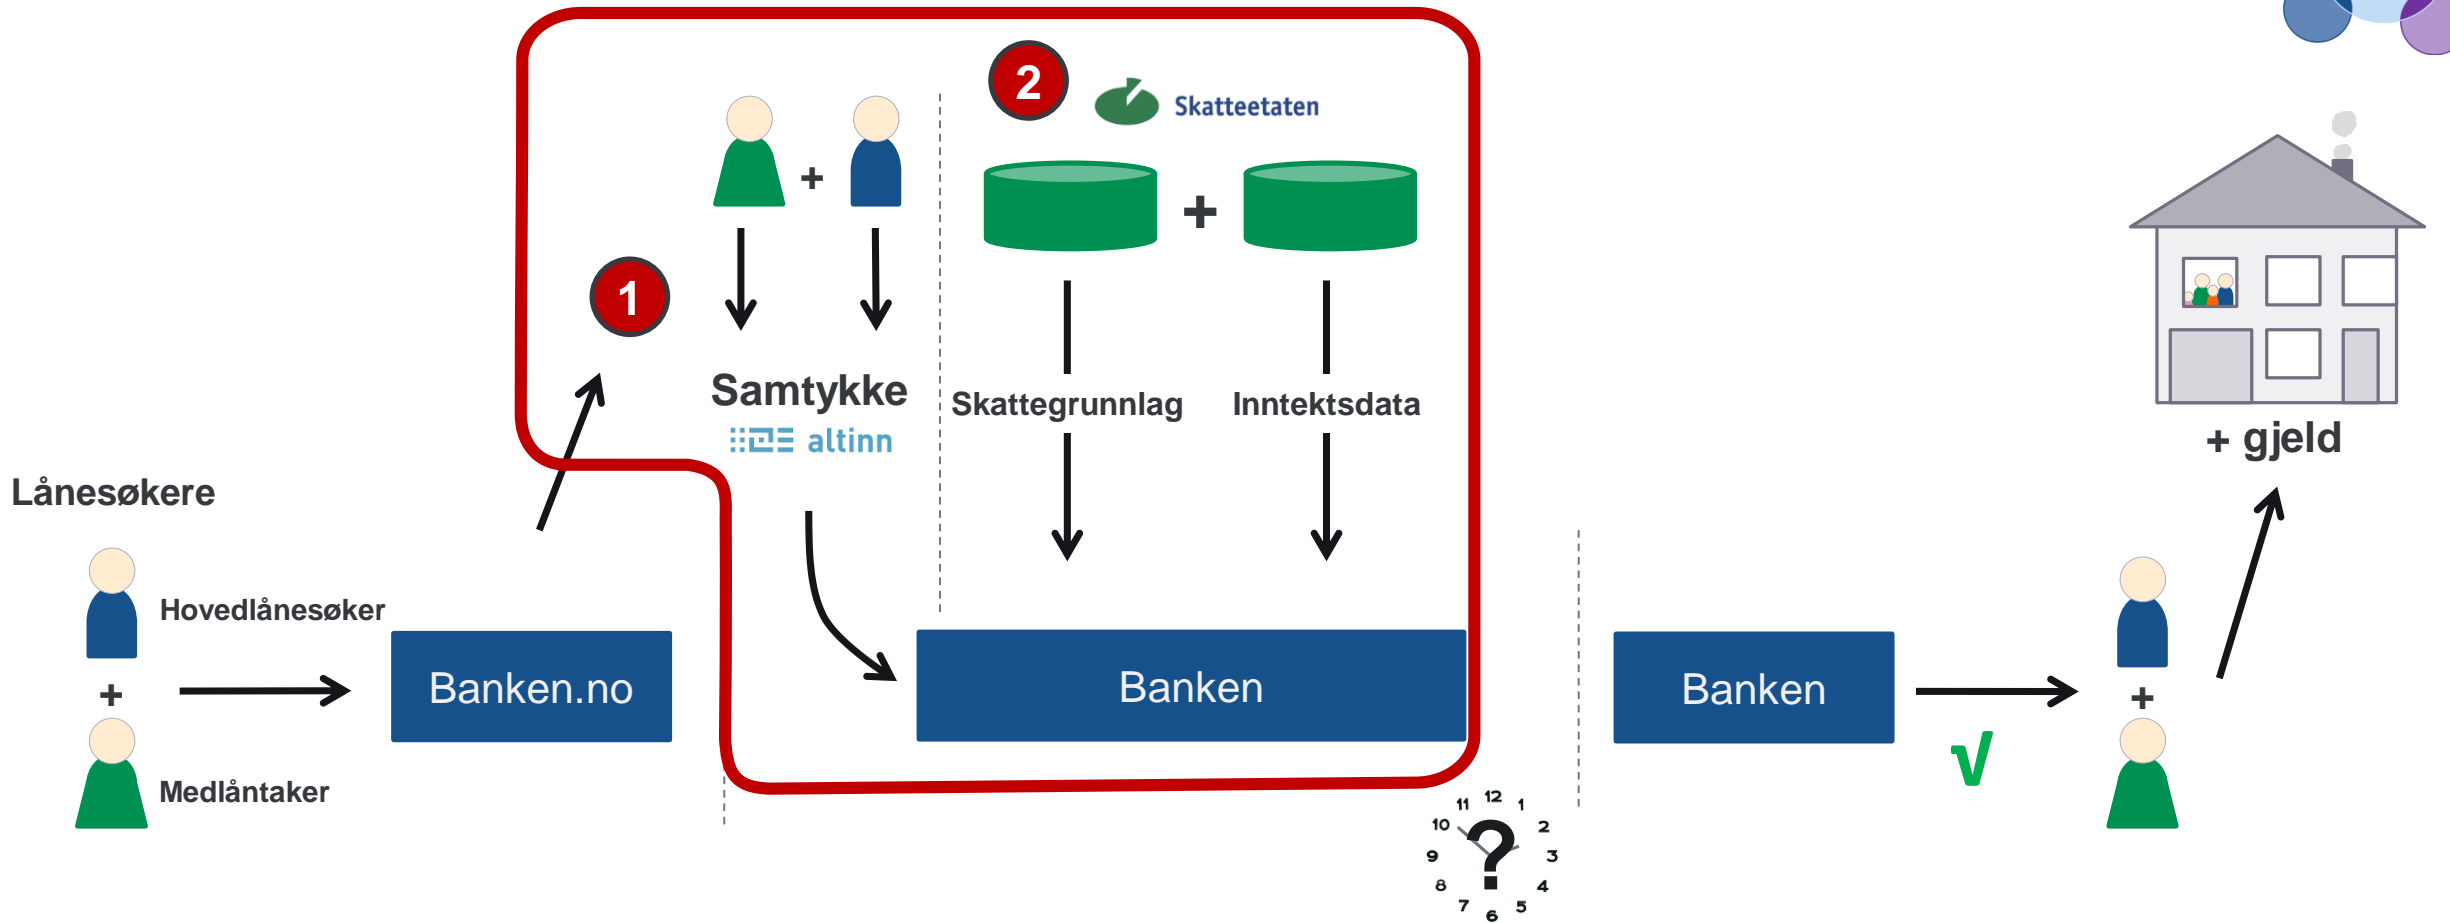 Lånesøkere
Hovedlånesøker
+
Medlåntaker
Banken.no
1
+
Samtykke
altinn
2
Skatteetaten
+
Skattegrunnlag
Inntektsdata
Banken
12
1
2
3
4
5
6
7
8
9
10
11
?
Banken
√
+
+ gjeld